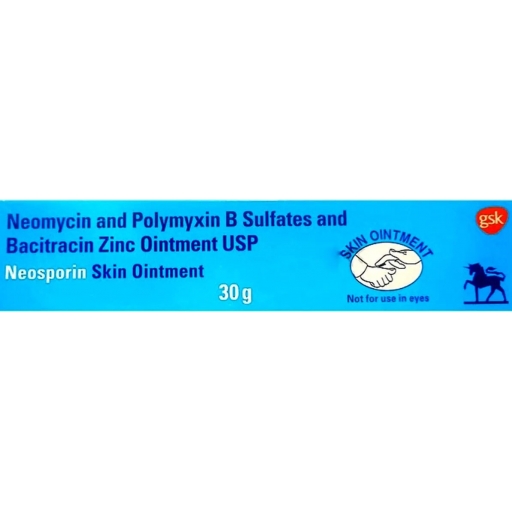 Neomycin and Polymyxin B Sulfates and
Bacitracin Zinc Ointment USP
Neosporin Skin Ointment
30 g
gsk
SKIN OINTMENT
Not for use in eyes